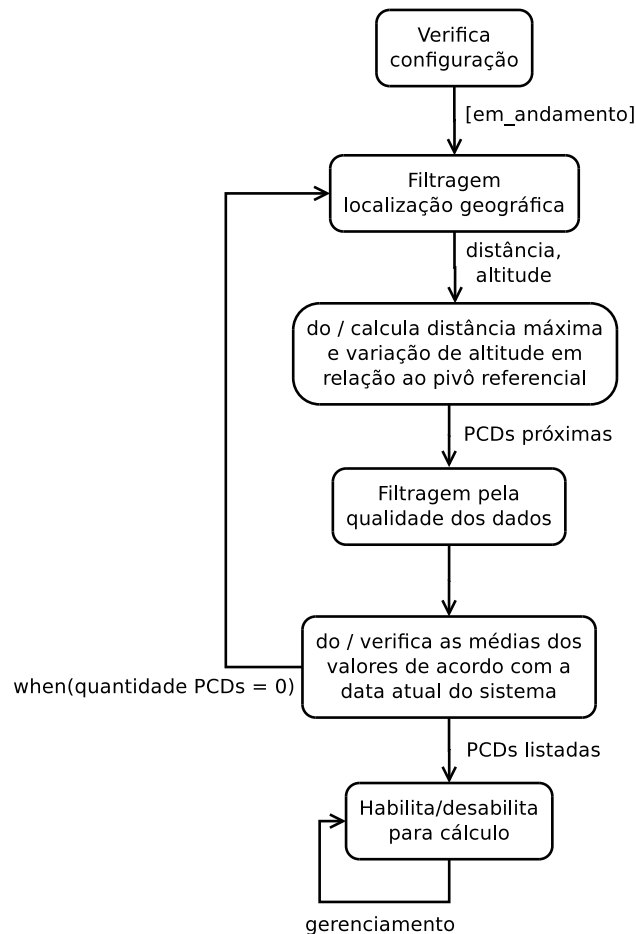 Verifica
configuração
[em_andamento]
Filtragem
localização geográfica
distância,
altitude
do / calcula distância máxima
e variação de altitude em
relação ao pivô referencial
PCDs próximas
Filtragem pela
qualidade dos dados
do / verifica as médias dos
valores de acordo com a
data atual do sistema
when(quantidade PCDs = 0)
PCDs listadas
Habilita/desabilita
para cálculo
gerenciamento